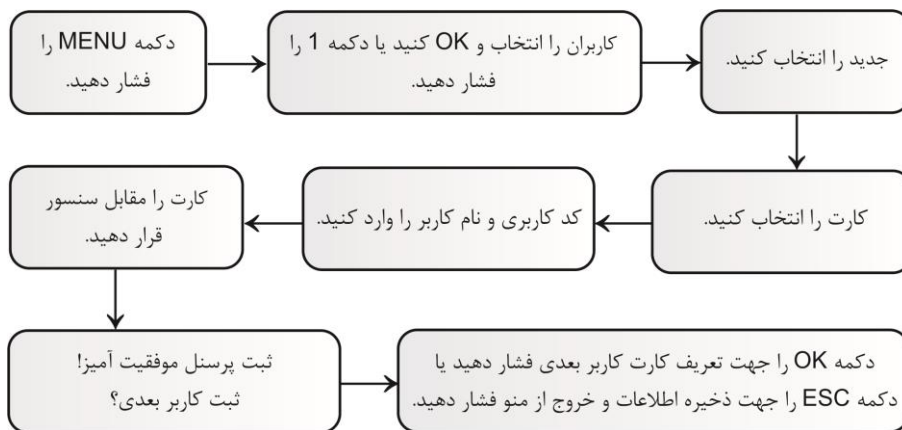 دکمه MENU را
فشار دهید.
کاربران را انتخاب و OK کنید یا دکمه 1 را
فشار دهید.
جدید را انتخاب کنید.
کارت را انتخاب کنید.
کد کاربری و نام کاربر را وارد کنید.
کارت را مقابل سنسور
قرار دهید.
ثبت پرسنل موفقیت آمیز!
ثبت کاربر بعدی؟
دکمه OK را جهت تعریف کارت کاربر بعدی فشار دهید یا
دکمه ESC را جهت ذخیره اطلاعات و خروج از منو فشار دهید.